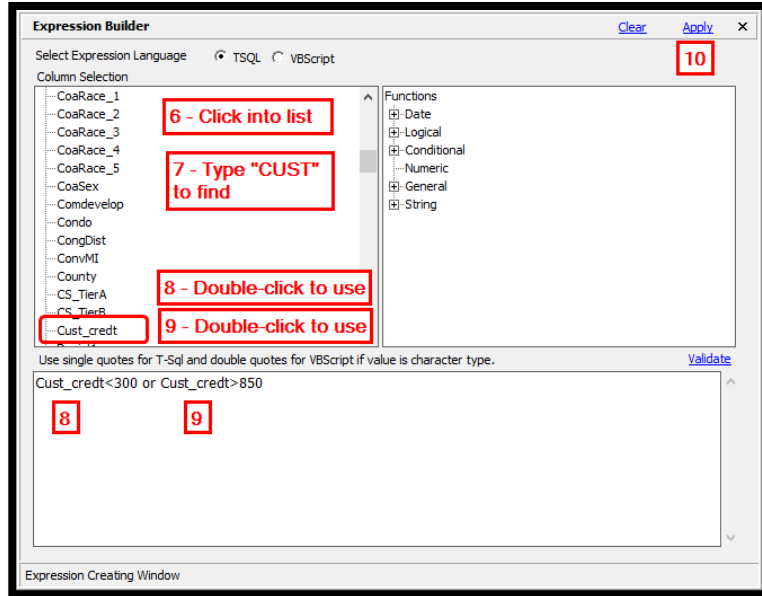 Expression Builder
Clear
Apply
×
Select Expression Language
TSQL
VBScript
10
Column Selection
CoaRace_1
CoaRace_2
CoaRace_3
CoaRace_4
CoaRace_5
CoaSex
Comdevelop
Condo
CongDist
ConvMI
County
CS_TierA
CS_TierB
Cust_credt
6 - Click into list
7 - Type "CUST"
to find
8 - Double-click to use
9 - Double-click to use
Functions
Date
Logical
Conditional
Numeric
General
String
Use single quotes for T-Sql and double quotes for VBScript if value is character type.
Validate
Cust_credt<300 or Cust_credt>850
8
9
Expression Creating Window